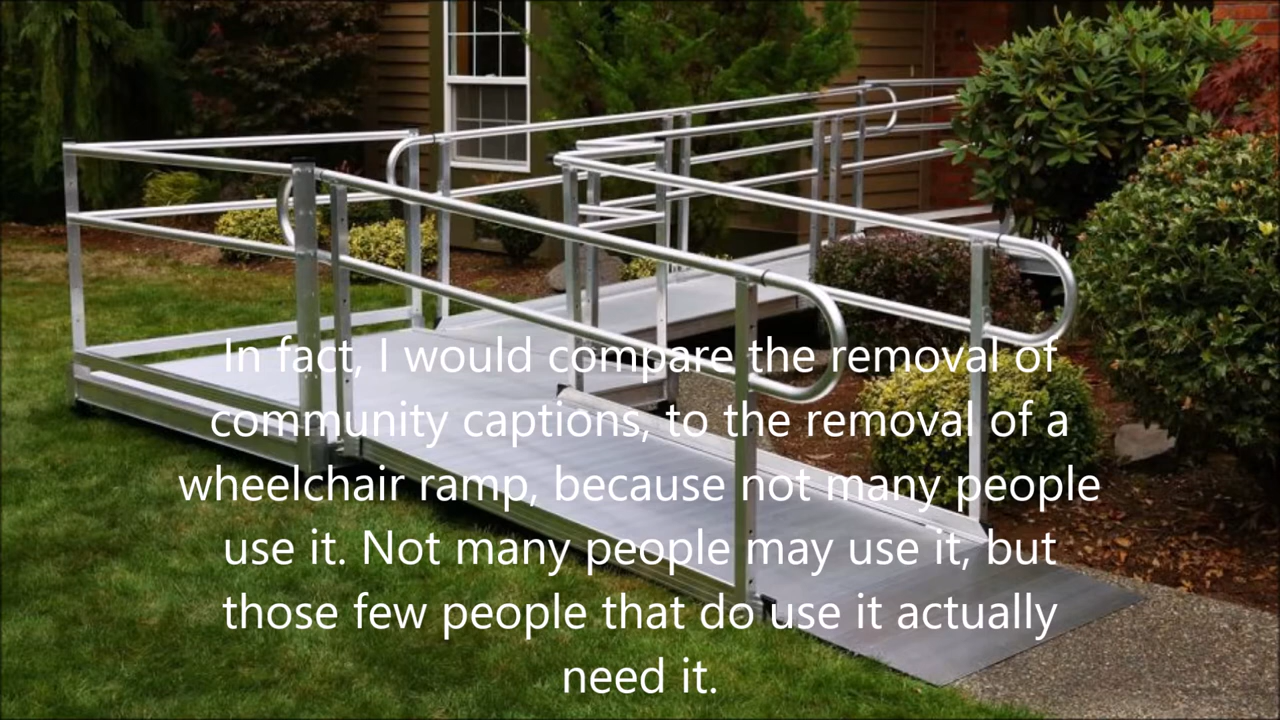 In fact, I would compare the removal of
community captions, to the removal of a
wheelchair ramp, because not many people
use it. Not many people may use it, but
those few people that do use it actually
need it.